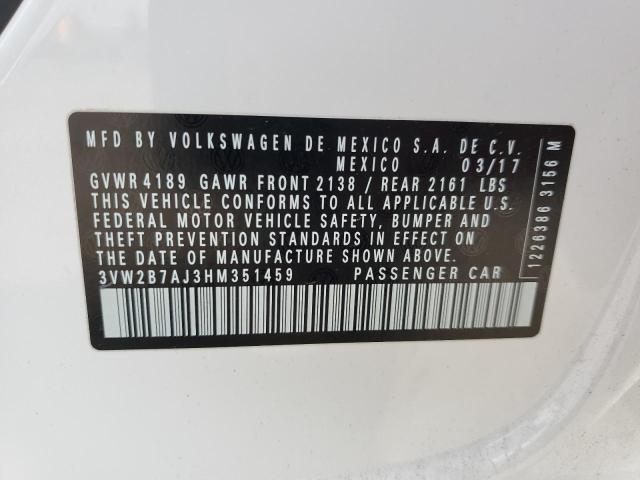 MFD BY VOLKSWAGEN DE MEXICO S.A. DE C.V.
MEXICO 03/17
GVWR 4189 GAWR FRONT 2138 / REAR 2161 LBS
THIS VEHICLE CONFORMS TO ALL APPLICABLE U.S.
FEDERAL MOTOR VEHICLE SAFETY, BUMPER AND
THEFT PREVENTION STANDARDS IN EFFECT ON
THE DATE OF MANUFACTURE SHOWN ABOVE.
3VW2B7AJ3HM351459 PASSENGER CAR
1226386 3156 M